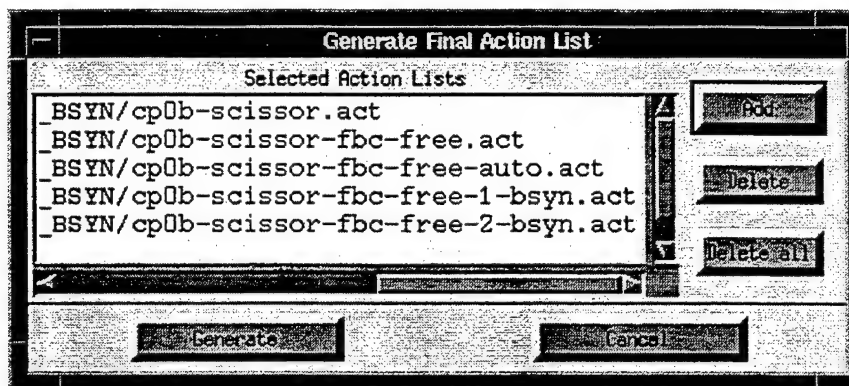 Generate Final Action List
Selected Action Lists
_BSYN/cp0b-scissor.act
_BSYN/cp0b-scissor-fbc-free.act
_BSYN/cp0b-scissor-fbc-free-auto.act
_BSYN/cp0b-scissor-fbc-free-1-bsyn.act
_BSYN/cp0b-scissor-fbc-free-2-bsyn.act
Add
Delete
Delete all
Generate
Cancel